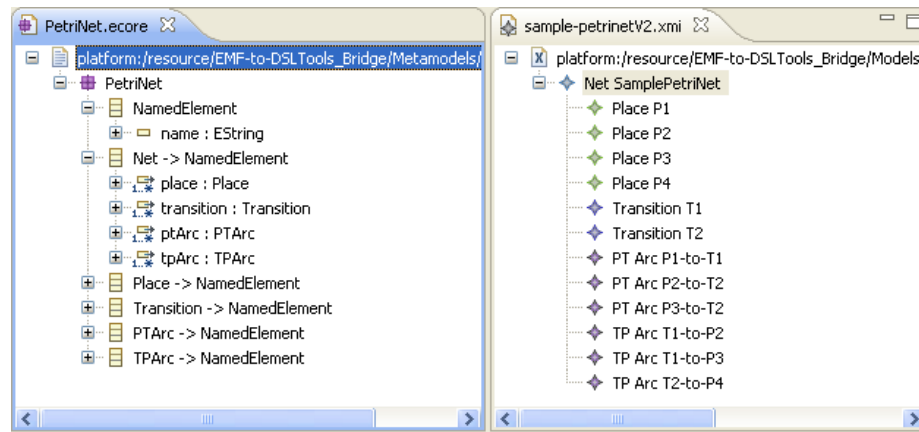 PetriNet.ecore
platform:/resource/EMF-to-DSLTools_Bridge/Metamodels/
PetriNet
NamedElement
name : EString
Net -> NamedElement
place : Place
1..*
transition : Transition
1..*
ptArc : PTArc
1..*
tpArc : TPArc
1..*
Place -> NamedElement
Transition -> NamedElement
PTArc -> NamedElement
TPArc -> NamedElement
sample-petrinetV2.xmi
platform:/resource/EMF-to-DSLTools_Bridge/Models
Net SamplePetriNet
Place P1
Place P2
Place P3
Place P4
Transition T1
Transition T2
PT Arc P1-to-T1
PT Arc P2-to-T2
PT Arc P3-to-T2
TP Arc T1-to-P2
TP Arc T1-to-P3
TP Arc T2-to-P4